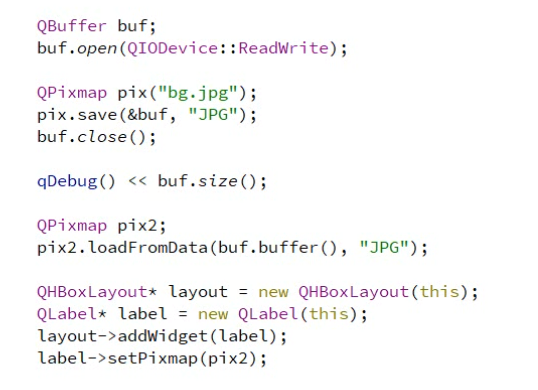 QBuffer buf;
buf.open(QIODevice::ReadWrite);
QPixmap pix("bg.jpg");
pix.save(&buf, "JPG");
buf.close();
qDebug() << buf.size();
QPixmap pix2;
pix2.loadFromData(buf.buffer(), "JPG");
QHBoxLayout* layout = new QHBoxLayout(this);
QLabel* label = new QLabel(this);
layout->addWidget(label);
label->setPixmap(pix2);